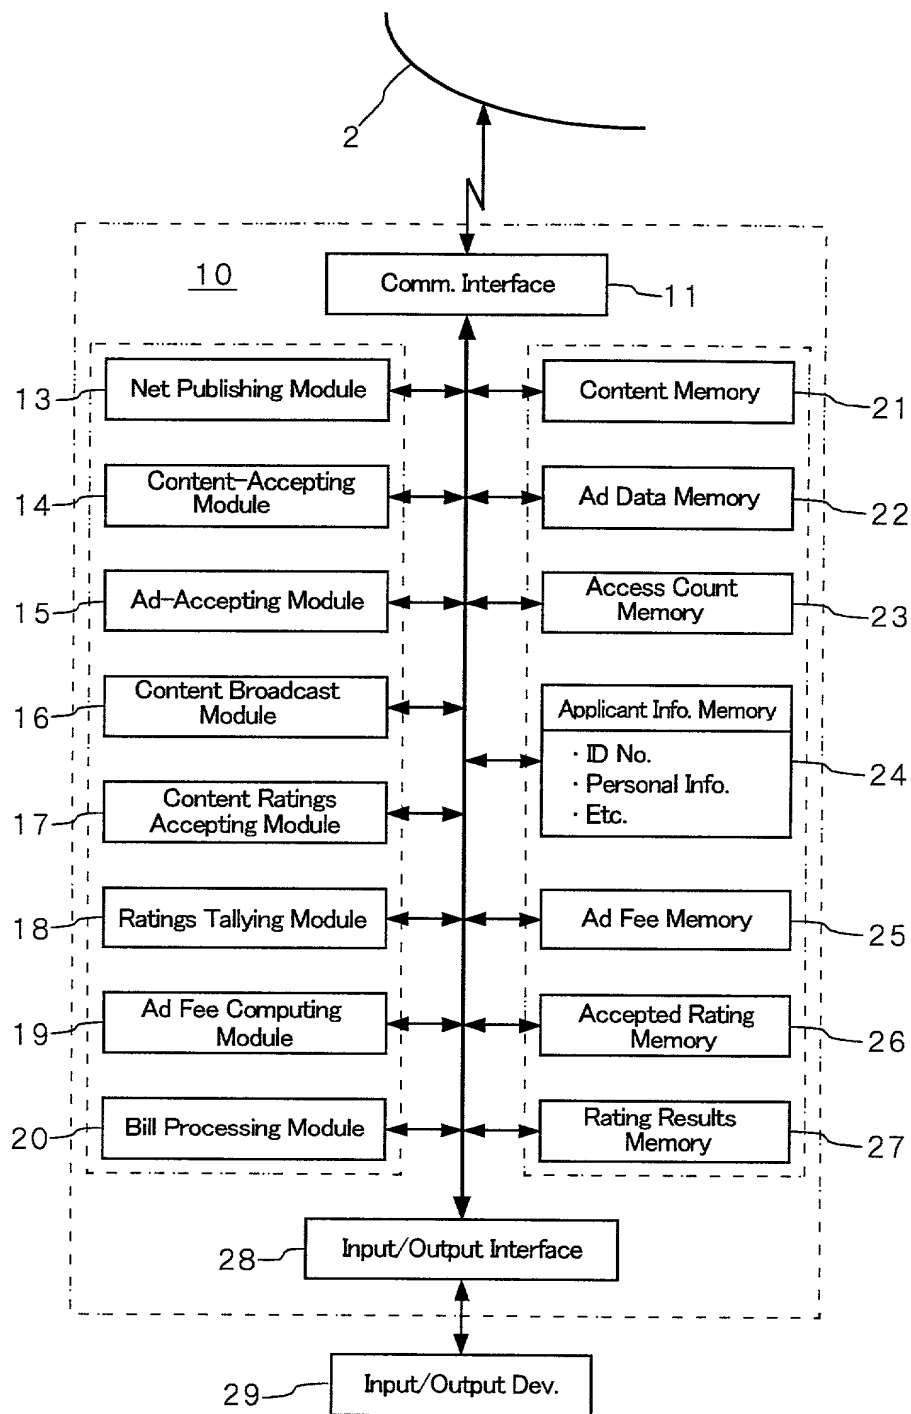 2
10
Comm. Interface
11
13
Net Publishing Module
Content Memory
21
14
Content-Accepting
Module
Ad Data Memory
22
15
Ad-Accepting Module
Access Count
Memory
23
16
Content Broadcast
Module
Applicant Info. Memory
· ID No.
· Personal Info.
· Etc.
24
17
Content Ratings
Accepting Module
18
Ratings Tallying Module
Ad Fee Memory
25
19
Ad Fee Computing
Module
Accepted Rating
Memory
26
20
Bill Processing Module
Rating Results
Memory
27
28
Input/Output Interface
29
Input/Output Dev.